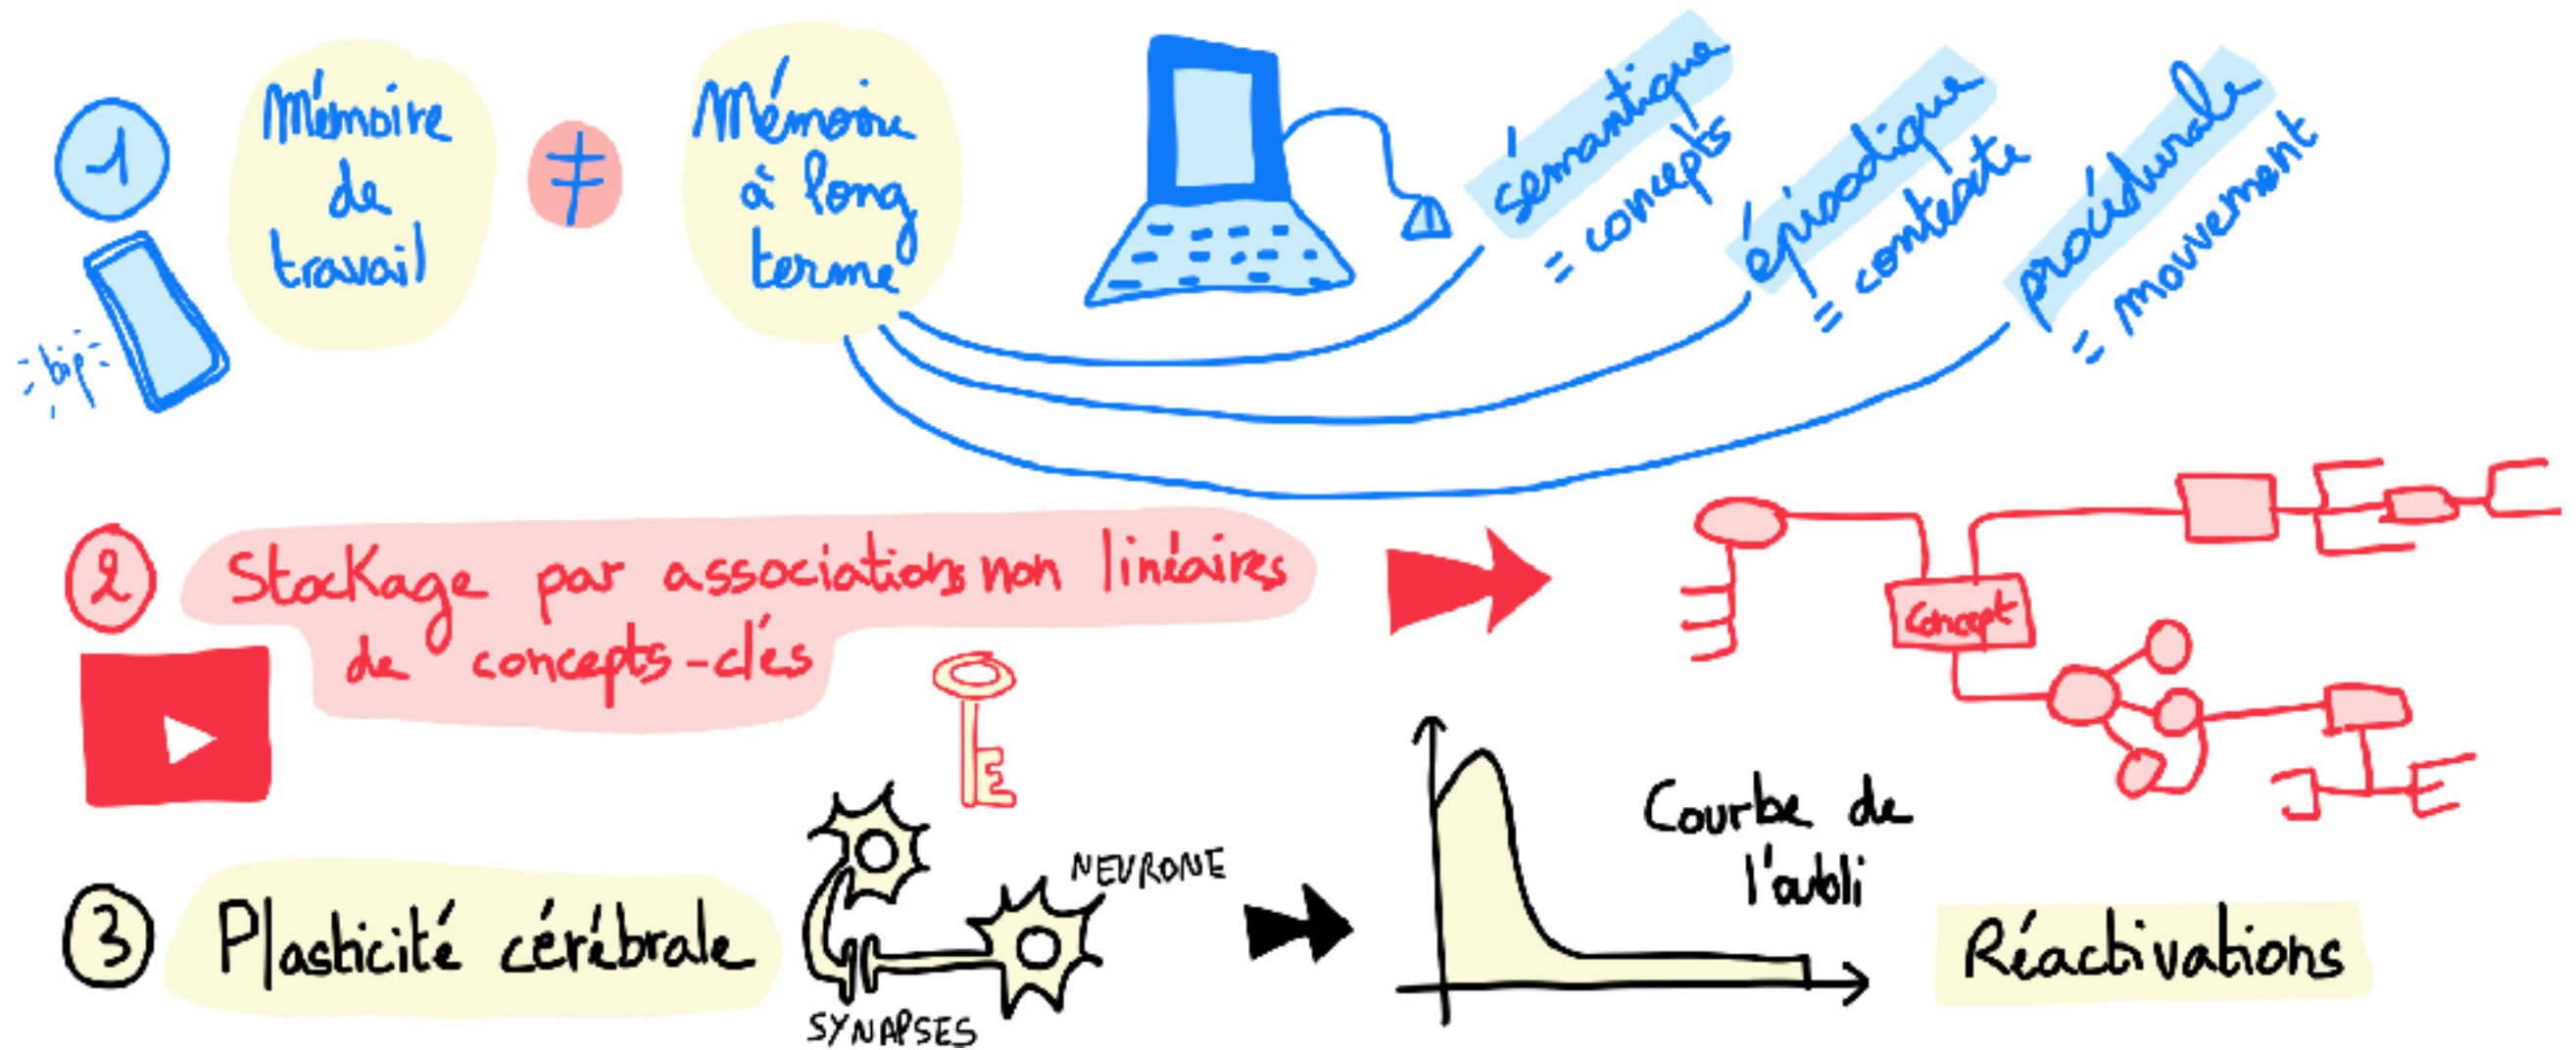 1
Mémoire
de
travail
≠
Mémoire
à long
terme
sémantique
= concepts
épisodique
= contexte
procédurale
= mouvement
bip
2
Stockage par associations non linéaires
de concepts-clés
Concept
3
Plasticité cérébrale
NEURONE
SYNAPSES
Courbe de
l'oubli
Réactivations